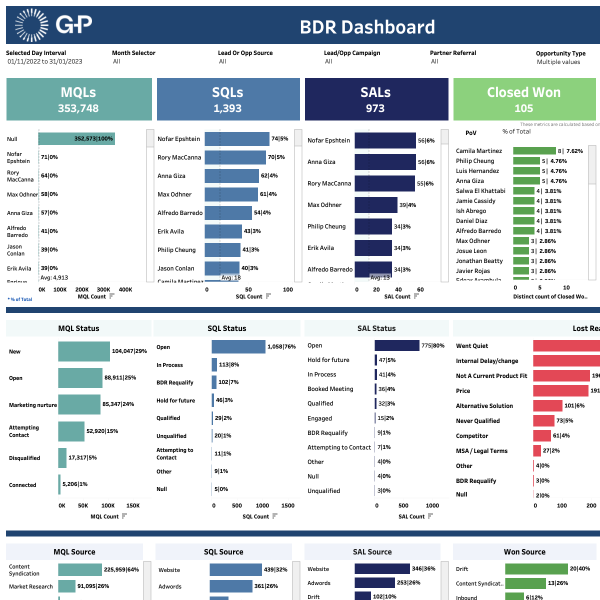 G-P
BDR Dashboard
Selected Day Interval
01/11/2022 to 31/01/2023
Month Selector
All
Lead Or Opp Source
All
Lead/Opp Campaign
All
Partner Referral
All
Opportunity Type
Multiple values
MQLs
353,748
SQLs
1,393
SALs
973
Closed Won
105
These metrics are calculated based on
Null 352,573|100%
Nofar Epshtein 71|0%
Rory MacCanna 64|0%
Max Odhner 58|0%
Anna Giza 57|0%
Alfredo Barredo 41|0%
Jason Conlan 39|0%
Erik Avila 39|0%
Avg: 4,913
0K 100K 200K 300K 400K
MQL Count
* % of Total
Nofar Epshtein 74|5%
Rory MacCanna 70|5%
Anna Giza 62|4%
Max Odhner 61|4%
Alfredo Barredo 54|4%
Erik Avila 43|3%
Philip Cheung 41|3%
Jason Conlan 40|3%
Camila Martinez
Avg: 18
0 50 100
SQL Count
Nofar Epshtein 56|6%
Anna Giza 56|6%
Rory MacCanna 55|6%
Max Odhner 39|4%
Philip Cheung 34|3%
Erik Avila 34|3%
Alfredo Barredo 34|3%
Avg: 13
0 20 40 60
SAL Count
PoV % of Total
Camila Martinez 8| 7.62%
Philip Cheung 5| 4.76%
Luis Hernandez 5| 4.76%
Anna Giza 5| 4.76%
Salwa El Khattabi 4| 3.81%
Jamie Cassidy 4| 3.81%
Ish Abrego 4| 3.81%
Daniel Diaz 4| 3.81%
Alfredo Barredo 4| 3.81%
Max Odhner 3| 2.86%
Josue Leon 3| 2.86%
Jonathan Beatty 3| 2.86%
Javier Rojas 3| 2.86%
0 5 10
Distinct count of Closed Wo..
MQL Status
New 104,047|29%
Open 88,911|25%
Marketing nurture 85,347|24%
Attempting Contact 52,920|15%
Disqualified 17,317|5%
Connected 5,206|1%
0K 50K 100K 150K
MQL Count
SQL Status
Open 1,058|76%
In Process 113|8%
BDR Requalify 102|7%
Hold for future 46|3%
Qualified 29|2%
Unqualified 20|1%
Attempting to Contact 11|1%
Other 9|1%
Null 5|0%
0 500 1000 1500
SQL Count
SAL Status
Open 775|80%
Hold for future 47|5%
In Process 41|4%
Booked Meeting 36|4%
Qualified 32|3%
Engaged 15|2%
BDR Requalify 9|1%
Attempting to Contact 7|1%
Other 4|0%
Null 4|0%
Unqualified 3|0%
0 500 1000
SAL Count
Lost Rea
Went Quiet
Internal Delay/change
Not A Current Product Fit 196
Price 191
Alternative Solution 101|6%
Never Qualified 73|5%
Competitor 61|4%
MSA / Legal Terms 27|2%
Other 4|0%
BDR Requalify 3|0%
Null 2|0%
0 100 200
MQL Source
Content Syndication 225,959|64%
Market Research 91,095|26%
SQL Source
Website 439|32%
Adwords 361|26%
SAL Source
Website 346|36%
Adwords 253|26%
Drift 102|10%
Won Source
Drift 20|40%
Content Syndicat.. 13|26%
Inbound 6|12%